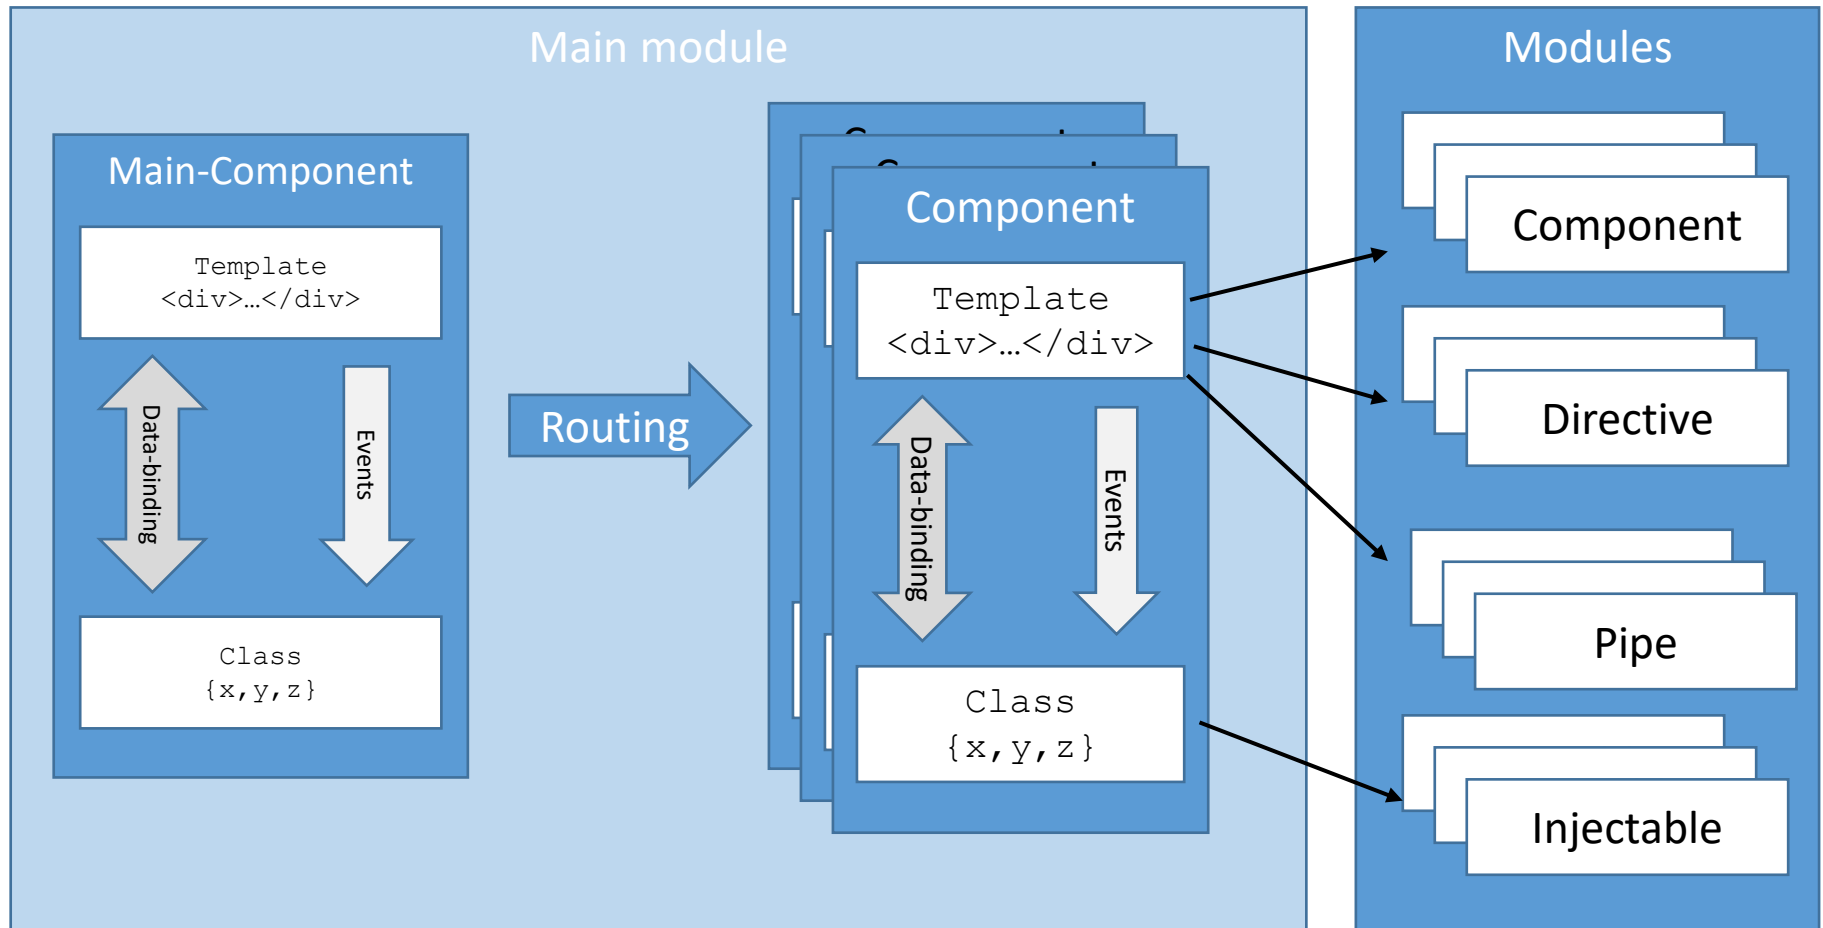 Main module
Main-Component
Template
<div>…</div>
Data-binding
Events
Class
{x,y,z}
Routing
Component
Template
<div>…</div>
Data-binding
Events
Class
{x,y,z}
Modules
Component
Directive
Pipe
Injectable